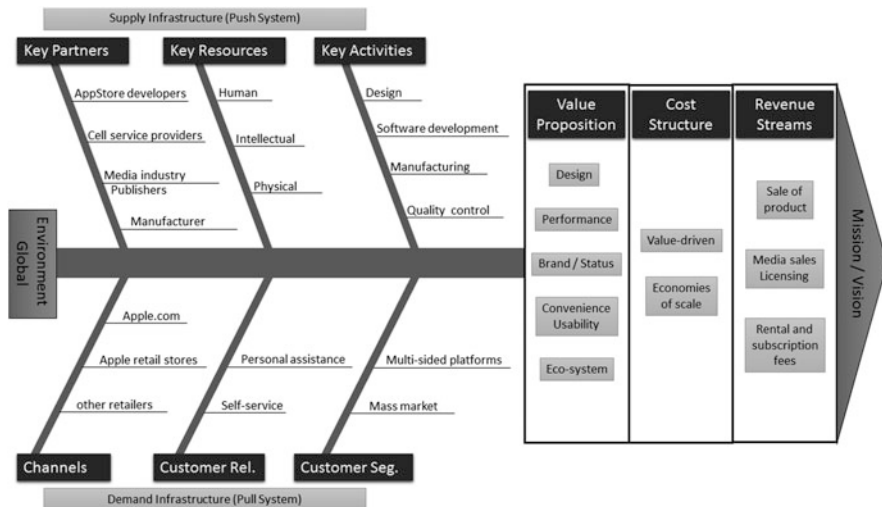 Supply Infrastructure (Push System)
Key Partners
Key Resources
Key Activities
AppStore developers
Cell service providers
Media industry
Publishers
Manufacturer
Human
Intellectual
Physical
Design
Software development
Manufacturing
Quality control
Environment
Global
Apple.com
Apple retail stores
other retailers
Personal assistance
Self-service
Multi-sided platforms
Mass market
Channels
Customer Rel.
Customer Seg.
Demand Infrastructure (Pull System)
Value
Proposition
Design
Performance
Brand / Status
Convenience
Usability
Eco-system
Cost
Structure
Value-driven
Economies
of scale
Revenue
Streams
Sale of
product
Media sales
Licensing
Rental and
subscription
fees
Mission / Vision